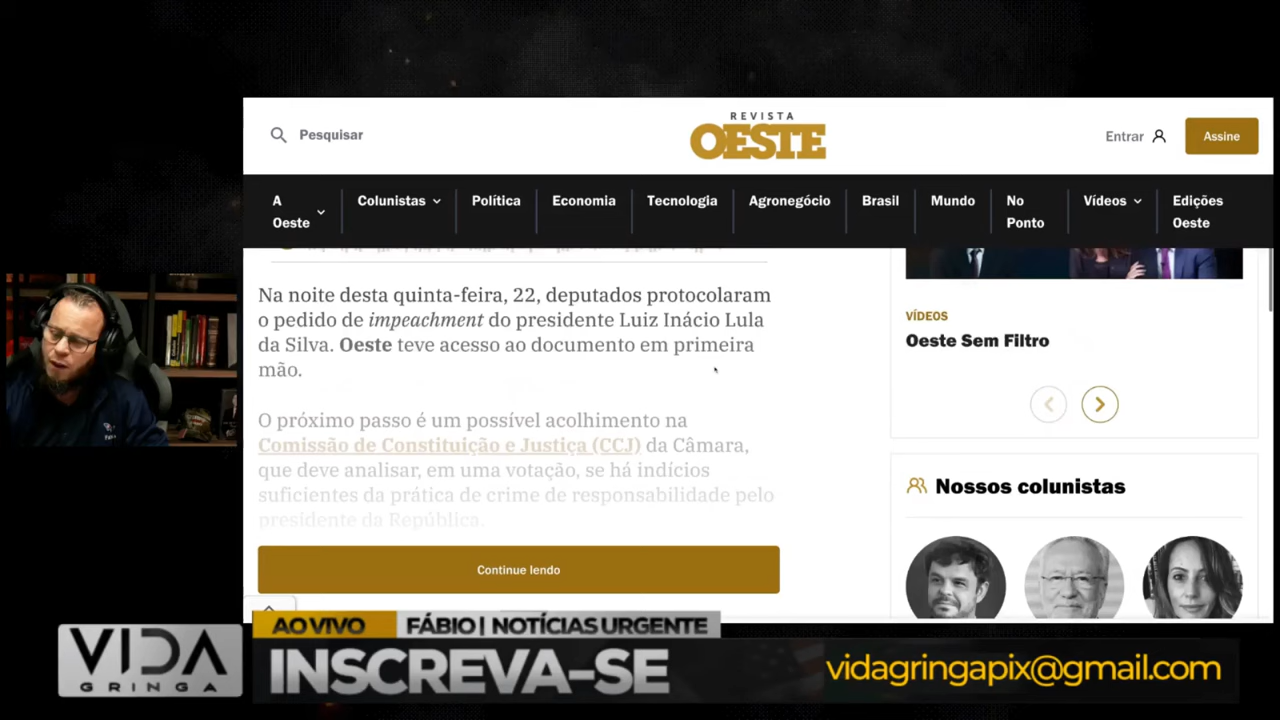 Pesquisar
REVISTA
OESTE
Entrar
Assine
A
Oeste
Colunistas
Política
Economia
Tecnologia
Agronegócio
Brasil
Mundo
No
Ponto
Vídeos
Edições
Oeste
Na noite desta quinta-feira, 22, deputados protocolaram
o pedido de impeachment do presidente Luiz Inácio Lula
da Silva. Oeste teve acesso ao documento em primeira
mão.
O próximo passo é um possível acolhimento na
Comissão de Constituição e Justiça (CCJ) da Câmara,
que deve analisar, em uma votação, se há indícios
suficientes da prática de crime de responsabilidade pelo
presidente da República.
Continue lendo
VÍDEOS
Oeste Sem Filtro
Nossos colunistas
VIDA
GRINGA
AO VIVO
FÁBIO | NOTÍCIAS URGENTE
INSCREVA-SE
vidagringapix@gmail.com